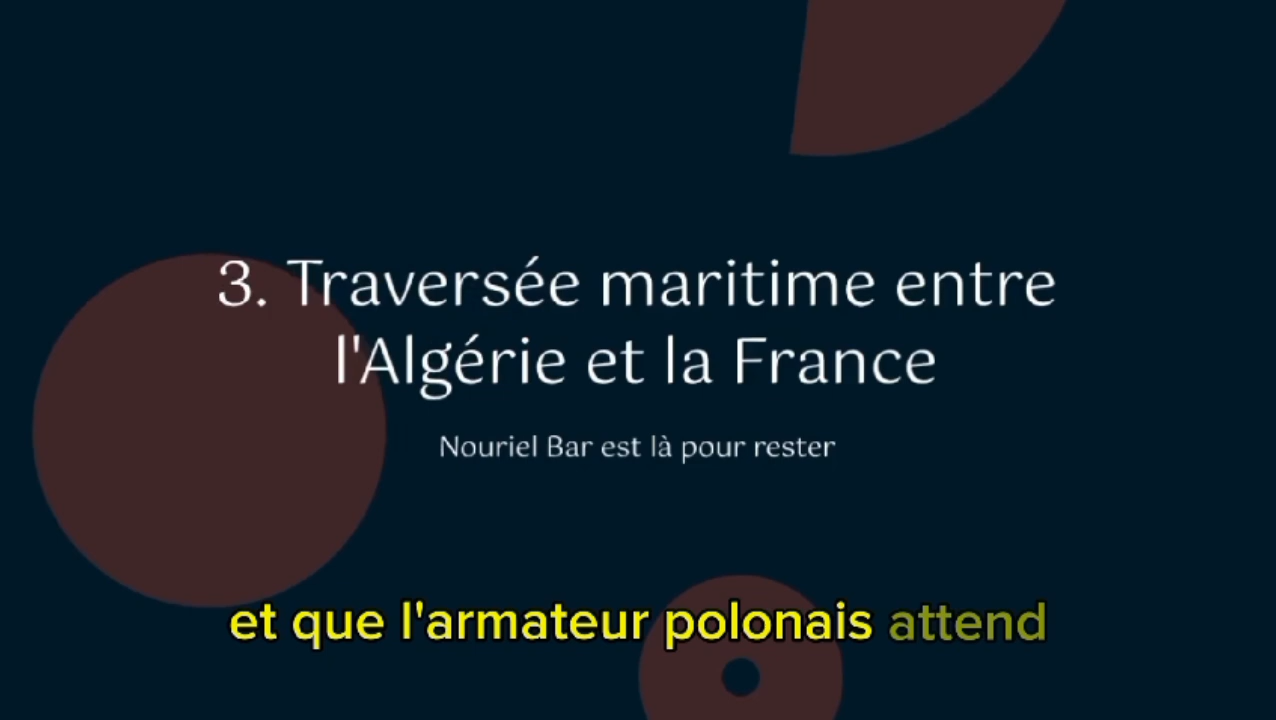 3. Traversée maritime entre
l'Algérie et la France
Nouriel Bar est là pour rester
et que l'armateur polonais attend